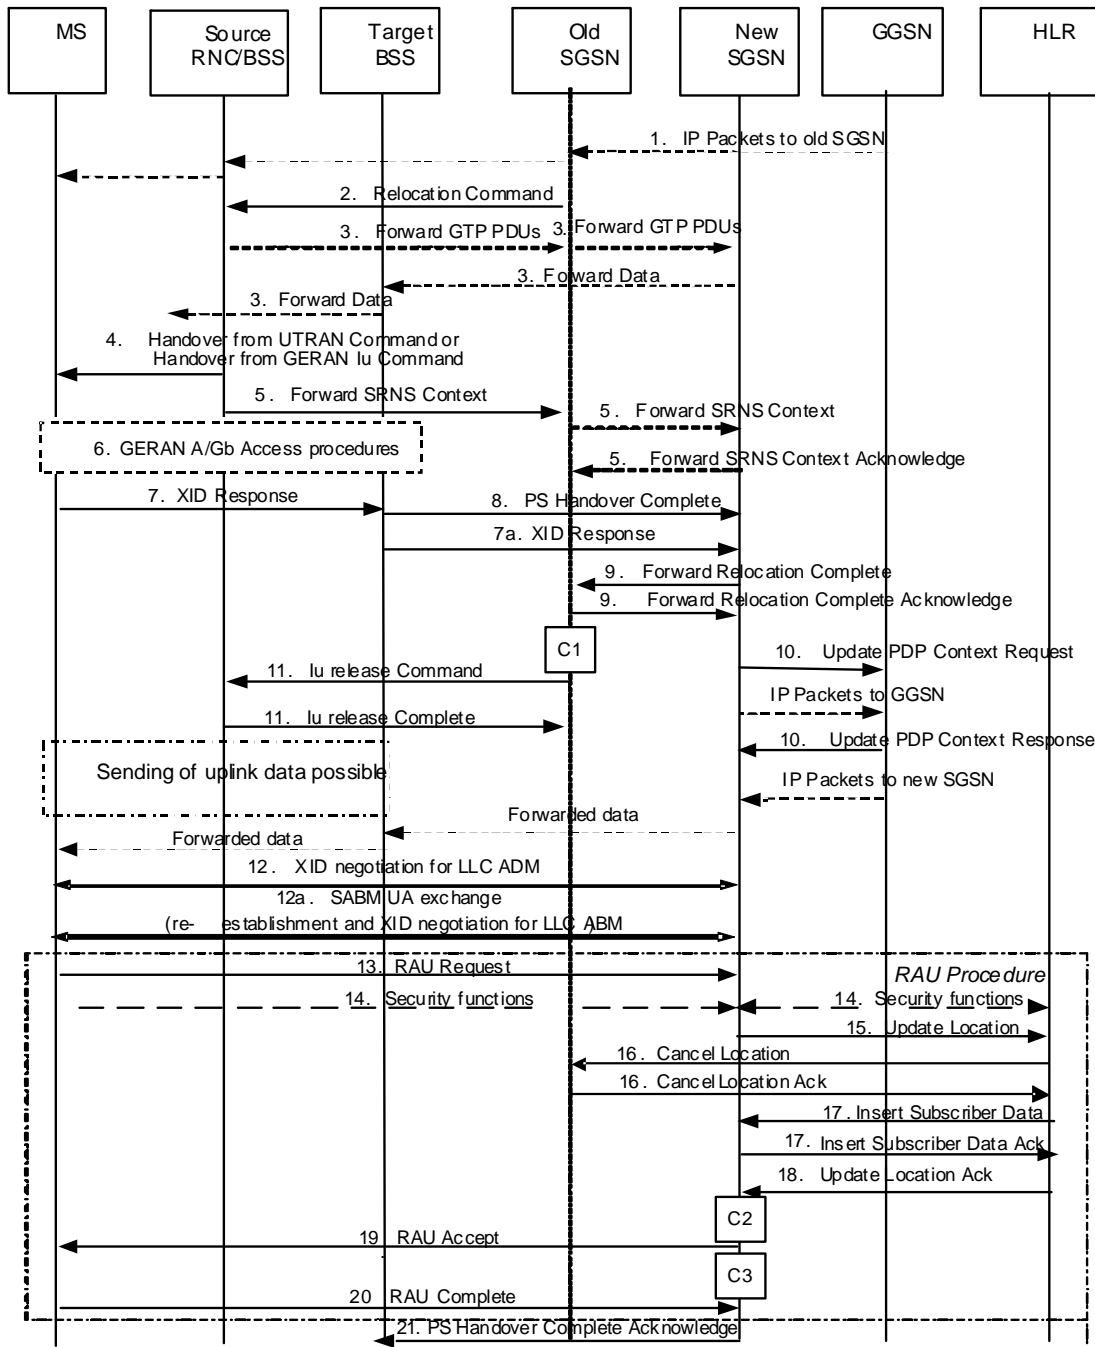 MS
Source
RNC/BSS
Target
BSS
Old
SGSN
New
SGSN
GGSN
HLR
1. IP Packets to old SGSN
2. Relocation Command
3. Forward GTP PDUs
3. Forward GTP PDUs
3. Forward Data
3. Forward Data
4. Handover from UTRAN Command or
Handover from GERAN Iu Command
5. Forward SRNS Context
5. Forward SRNS Context
6. GERAN A/Gb Access procedures
5. Forward SRNS Context Acknowledge
7. XID Response
8. PS Handover Complete
7a. XID Response
9. Forward Relocation Complete
9. Forward Relocation Complete Acknowledge
C1
10. Update PDP Context Request
11. Iu release Command
IP Packets to GGSN
11. Iu release Complete
10. Update PDP Context Response
Sending of uplink data possible
IP Packets to new SGSN
Forwarded data
Forwarded data
12. XID negotiation for LLC ADM
12a. SABM UA exchange
(re- establishment and XID negotiation for LLC ABM)
13. RAU Request
RAU Procedure
14. Security functions
14. Security functions
15. Update Location
16. Cancel Location
16. Cancel Location Ack
17. Insert Subscriber Data
17. Insert Subscriber Data Ack
18. Update Location Ack
C2
19 RAU Accept
.
C3
20 RAU Complete
21. PS Handover Complete Acknowledge